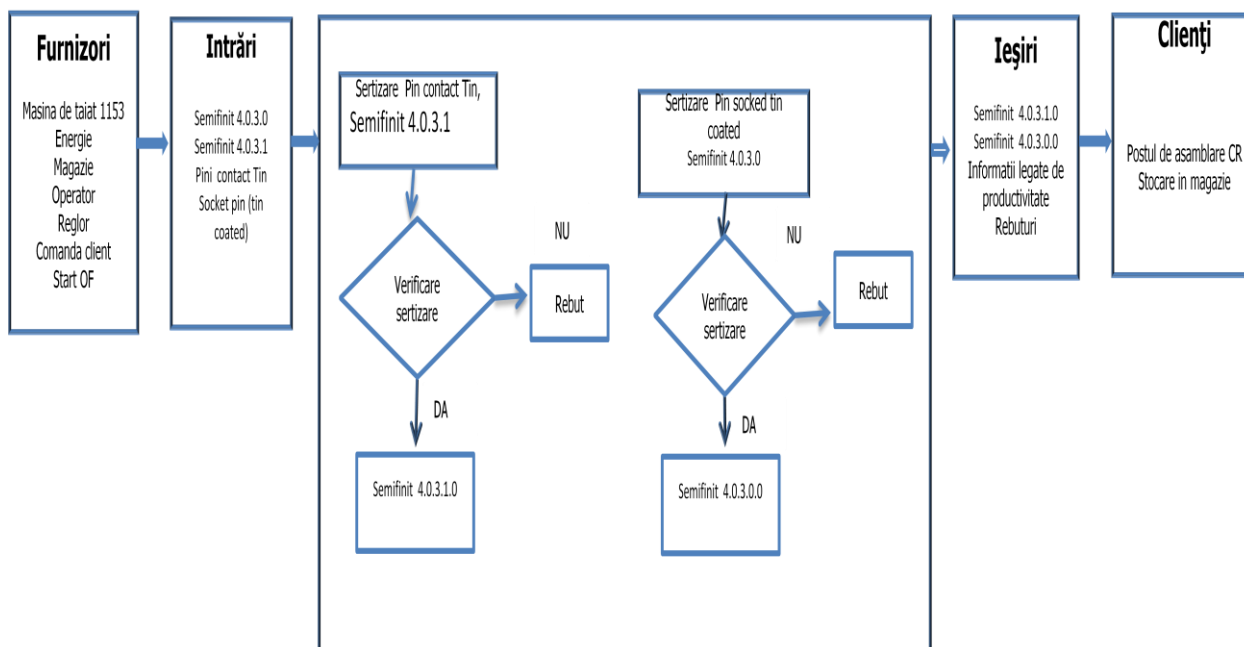 Furnizori
Masina de taiat 1153
Energie
Magazie
Operator
Reglor
Comanda client
Start OF
Intrări
Semifinit 4.0.3.0
Semifinit 4.0.3.1
Pini contact Tin
Socket pin (tin
coated)
Sertizare Pin contact Tin,
Semifinit 4.0.3.1
Verificare
sertizare
NU
Rebut
DA
Semifinit 4.0.3.1.0
Sertizare Pin socked tin
coated
Semifinit 4.0.3.0
Verificare
sertizare
NU
Rebut
DA
Semifinit 4.0.3.0.0
Ieşiri
Semifinit 4.0.3.1.0
Semifinit 4.0.3.0.0
Informatii legate de
productivitate
Rebuturi
Clienţi
Postul de asamblare CR
Stocare in magazie